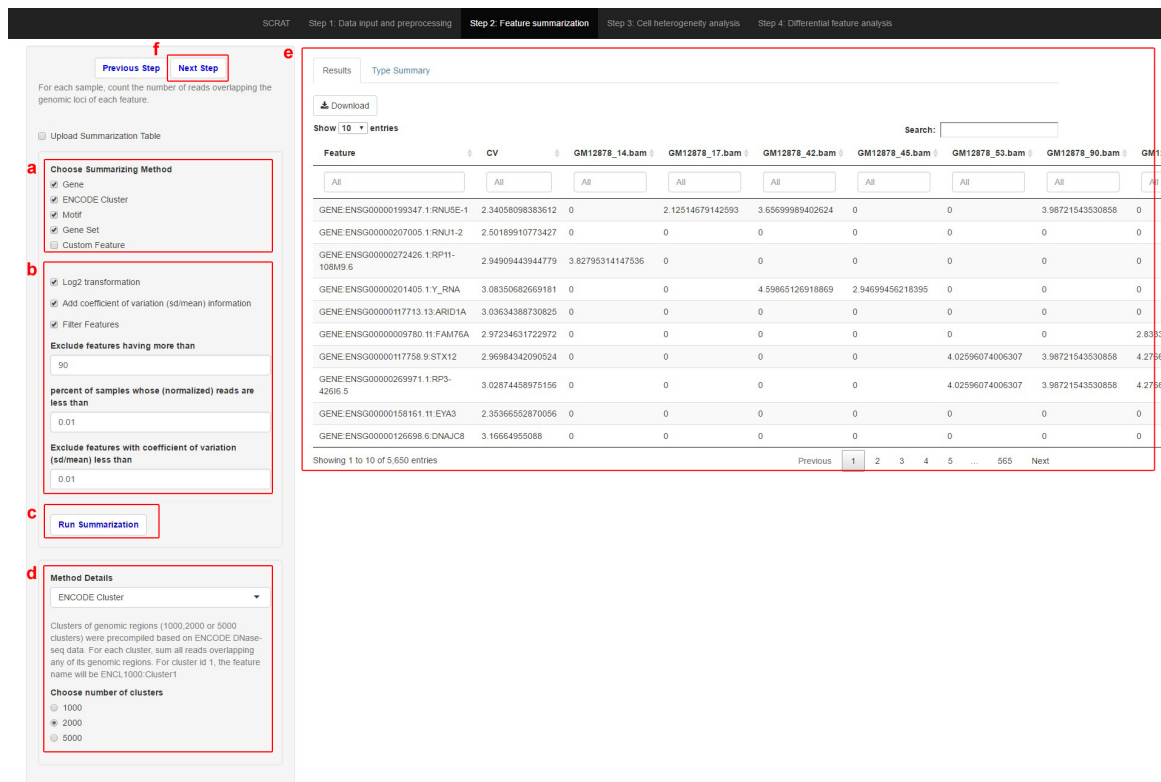 SCRAT Step 1: Data input and preprocessing Step 2: Feature summarization Step 3: Cell heterogeneity analysis Step 4: Differential feature analysis
f
Previous Step Next Step
For each sample, count the number of reads overlapping the
genomic loci of each feature.
Upload Summarization Table
a
Choose Summarizing Method
Gene
ENCODE Cluster
Motif
Gene Set
Custom Feature
b
Log2 transformation
Add coefficient of variation (sd/mean) information
Filter Features
Exclude features having more than
90
percent of samples whose (normalized) reads are
less than
0.01
Exclude features with coefficient of variation
(sd/mean) less than
0.01
c
Run Summarization
d
Method Details
ENCODE Cluster
Clusters of genomic regions (1000,2000 or 5000
clusters) were precompiled based on ENCODE DNase-
seq data. For each cluster, sum all reads overlapping
any of its genomic regions. For cluster id 1, the feature
name will be ENCL1000:Cluster1
Choose number of clusters
1000
2000
5000
e
Results Type Summary
Download
Show 10 entries Search:
Feature CV GM12878_14.bam GM12878_17.bam GM12878_42.bam GM12878_45.bam GM12878_53.bam GM12878_90.bam
All All All All All All All All All
GENE:ENSG00000199347.1:RNU5E-1 2.34058098383612 0 2.12514679142593 3.65699989402624 0 0 3.98721543530858 0
GENE:ENSG00000207005.1:RNU1-2 2.50189910773427 0 0 0 0 0 0 0
GENE:ENSG00000272426.1:RP11-
108M9.6 2.94909443944779 3.82795314147536 0 0 0 0 0 0
GENE:ENSG00000201405.1:Y_RNA 3.08350682669181 0 0 4.59865126918869 2.94699456218395 0 0 0
GENE:ENSG00000117713.13:ARID1A 3.03634388730825 0 0 0 0 0 0 0
GENE:ENSG00000009780.11:FAM76A 2.97234631722972 0 0 0 0 0 0
GENE:ENSG00000117758.9:STX12 2.96984342090524 0 0 0 0 4.02596074006307 3.98721543530858
GENE:ENSG00000269971.1:RP3-
426I6.5 3.02874458975156 0 0 0 0 4.02596074006307 3.98721543530858
GENE:ENSG00000158161.11:EYA3 2.35366552870056 0 0 0 0 0 0 0
GENE:ENSG00000126698.6:DNAJC8 3.16664955088 0 0 0 0 0 0 0
Showing 1 to 10 of 5,650 entries Previous 1 2 3 4 5 ... 565 Next